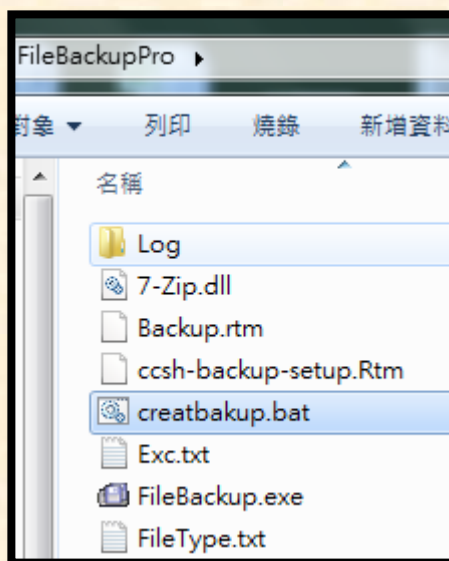 FileBackupPro
對象 列印 燒錄 新增資料
名稱
Log
7-Zip.dll
Backup.rtm
ccsh-backup-setup.Rtm
creatbakup.bat
Exc.txt
FileBackup.exe
FileType.txt